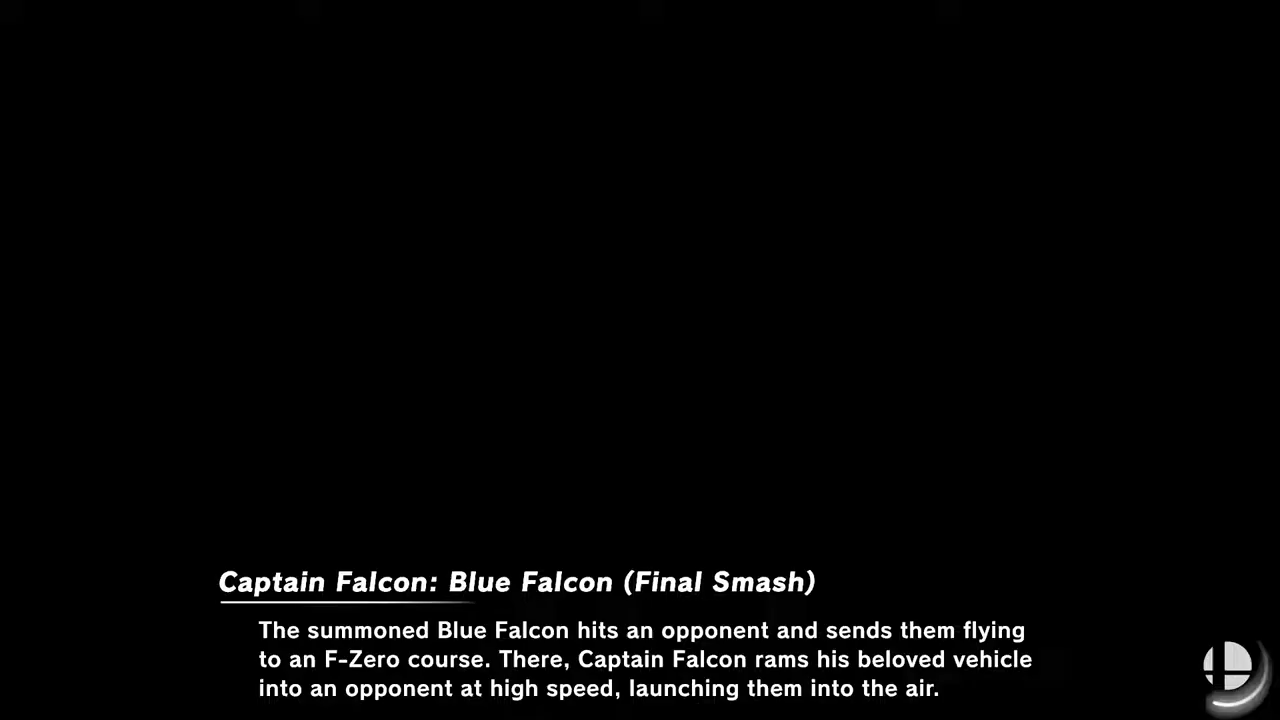 Captain Falcon: Blue Falcon (Final Smash)
The summoned Blue Falcon hits an opponent and sends them flying
to an F-Zero course. There, Captain Falcon rams his beloved vehicle
into an opponent at high speed, launching them into the air.